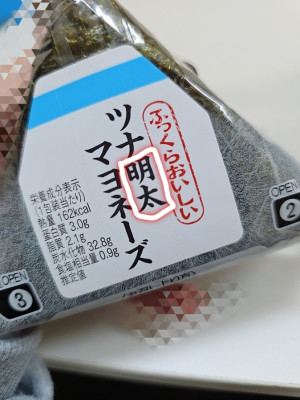 ふっくらおいしい
ツナ明太
マヨネーズ
栄養成分表示
(1包装当たり)
熱量 162kcal
蛋白質 3.0g
脂質 2.1g
炭水化物 32.8g
食塩相当量 0.9g
推定値
OPEN
2
OPEN
3